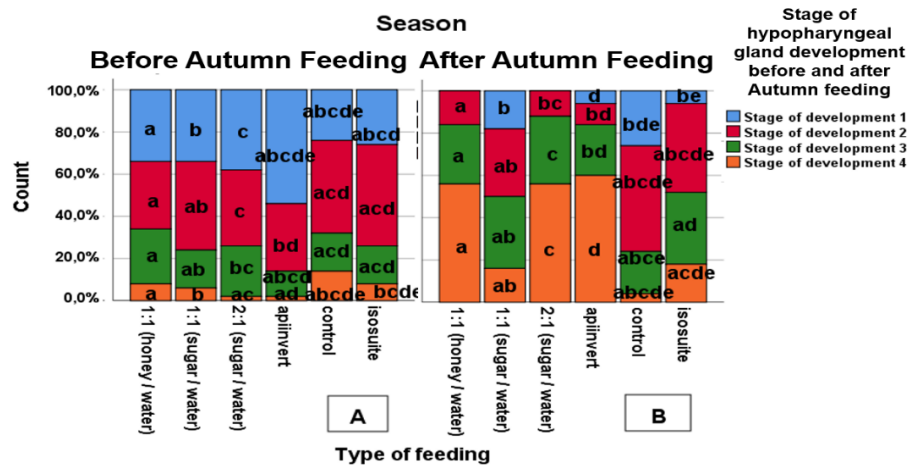 Season
Before Autumn Feeding
After Autumn Feeding
Stage of
hypopharyngeal
gland development
before and after
Autumn feeding
Stage of development 1
Stage of development 2
Stage of development 3
Stage of development 4
Count
100,0%
80,0%
60,0%
40,0%
20,0%
0,0%
a b c abcde abcde abcd
a ab c bd acd acd
a ab bc abcd acd acd
a b ac ad abcde bcde
a b bc d bde be
a ab c bd abcde abcde
a ab c bd abce ad
ab d abcde acde
1:1 (honey / water)
1:1 (sugar / water)
2:1 (sugar / water)
apiinvert
control
isosuite
1:1 (honey / water)
1:1 (sugar / water)
2:1 (sugar / water)
apiinvert
control
isosuite
A
B
Type of feeding